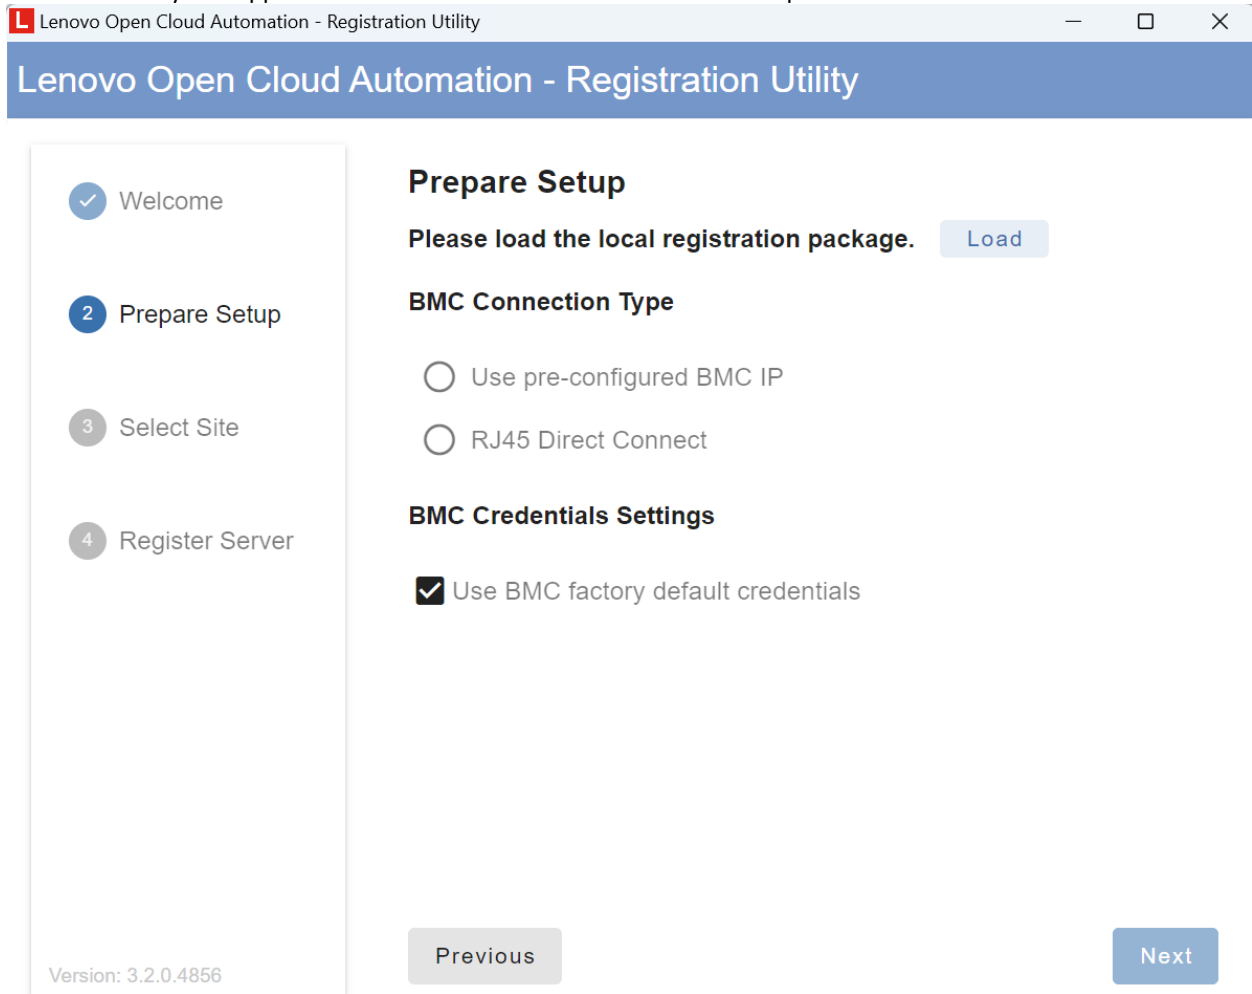 Lenovo Open Cloud Automation - Registration Utility
Lenovo Open Cloud Automation - Registration Utility
Welcome
2 Prepare Setup
3 Select Site
4 Register Server
Version: 3.2.0.4856
Prepare Setup
Please load the local registration package. Load
BMC Connection Type
Use pre-configured BMC IP
RJ45 Direct Connect
BMC Credentials Settings
Use BMC factory default credentials
Previous Next